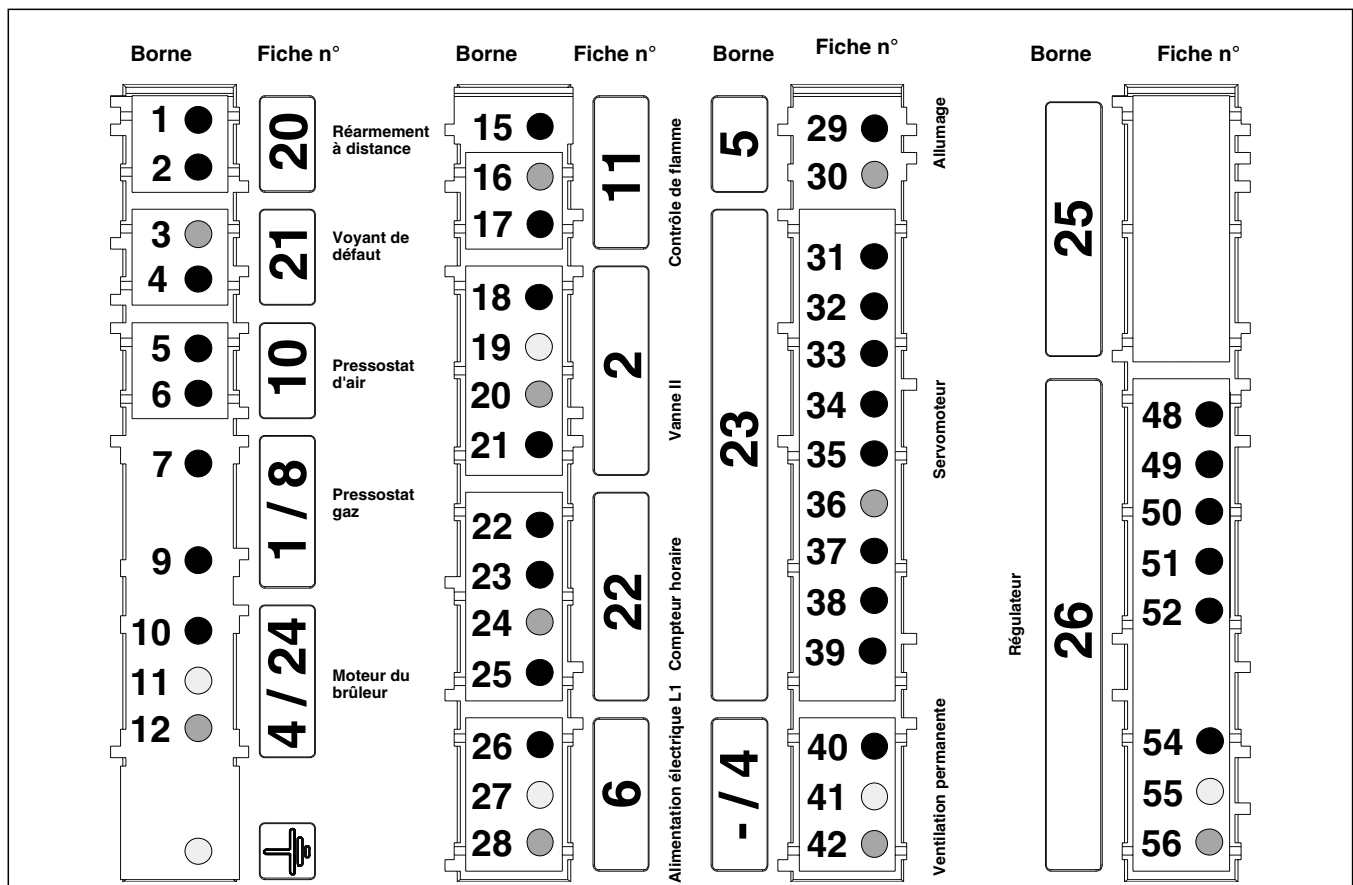 Borne Fiche n°
1
2
20
Réarmement
à distance
3
4
21
Voyant de
défaut
5
6
10
Pressostat
d'air
7
9
1 / 8
Pressostat
gaz
10
11
12
4 / 24
Moteur du
brûleur
Borne Fiche n°
15
16
17
11
Contrôle de flamme
18
19
20
21
2
Vanne II
22
23
24
25
22
Compteur horaire
26
27
28
6
Alimentation électrique L1
Borne Fiche n°
5
29
30
Allumage
23
31
32
33
34
35
36
37
38
39
Servomoteur
- / 4
40
41
42
Ventilation permanente
Borne Fiche n°
25
Régulateur
26
48
49
50
51
52
54
55
56